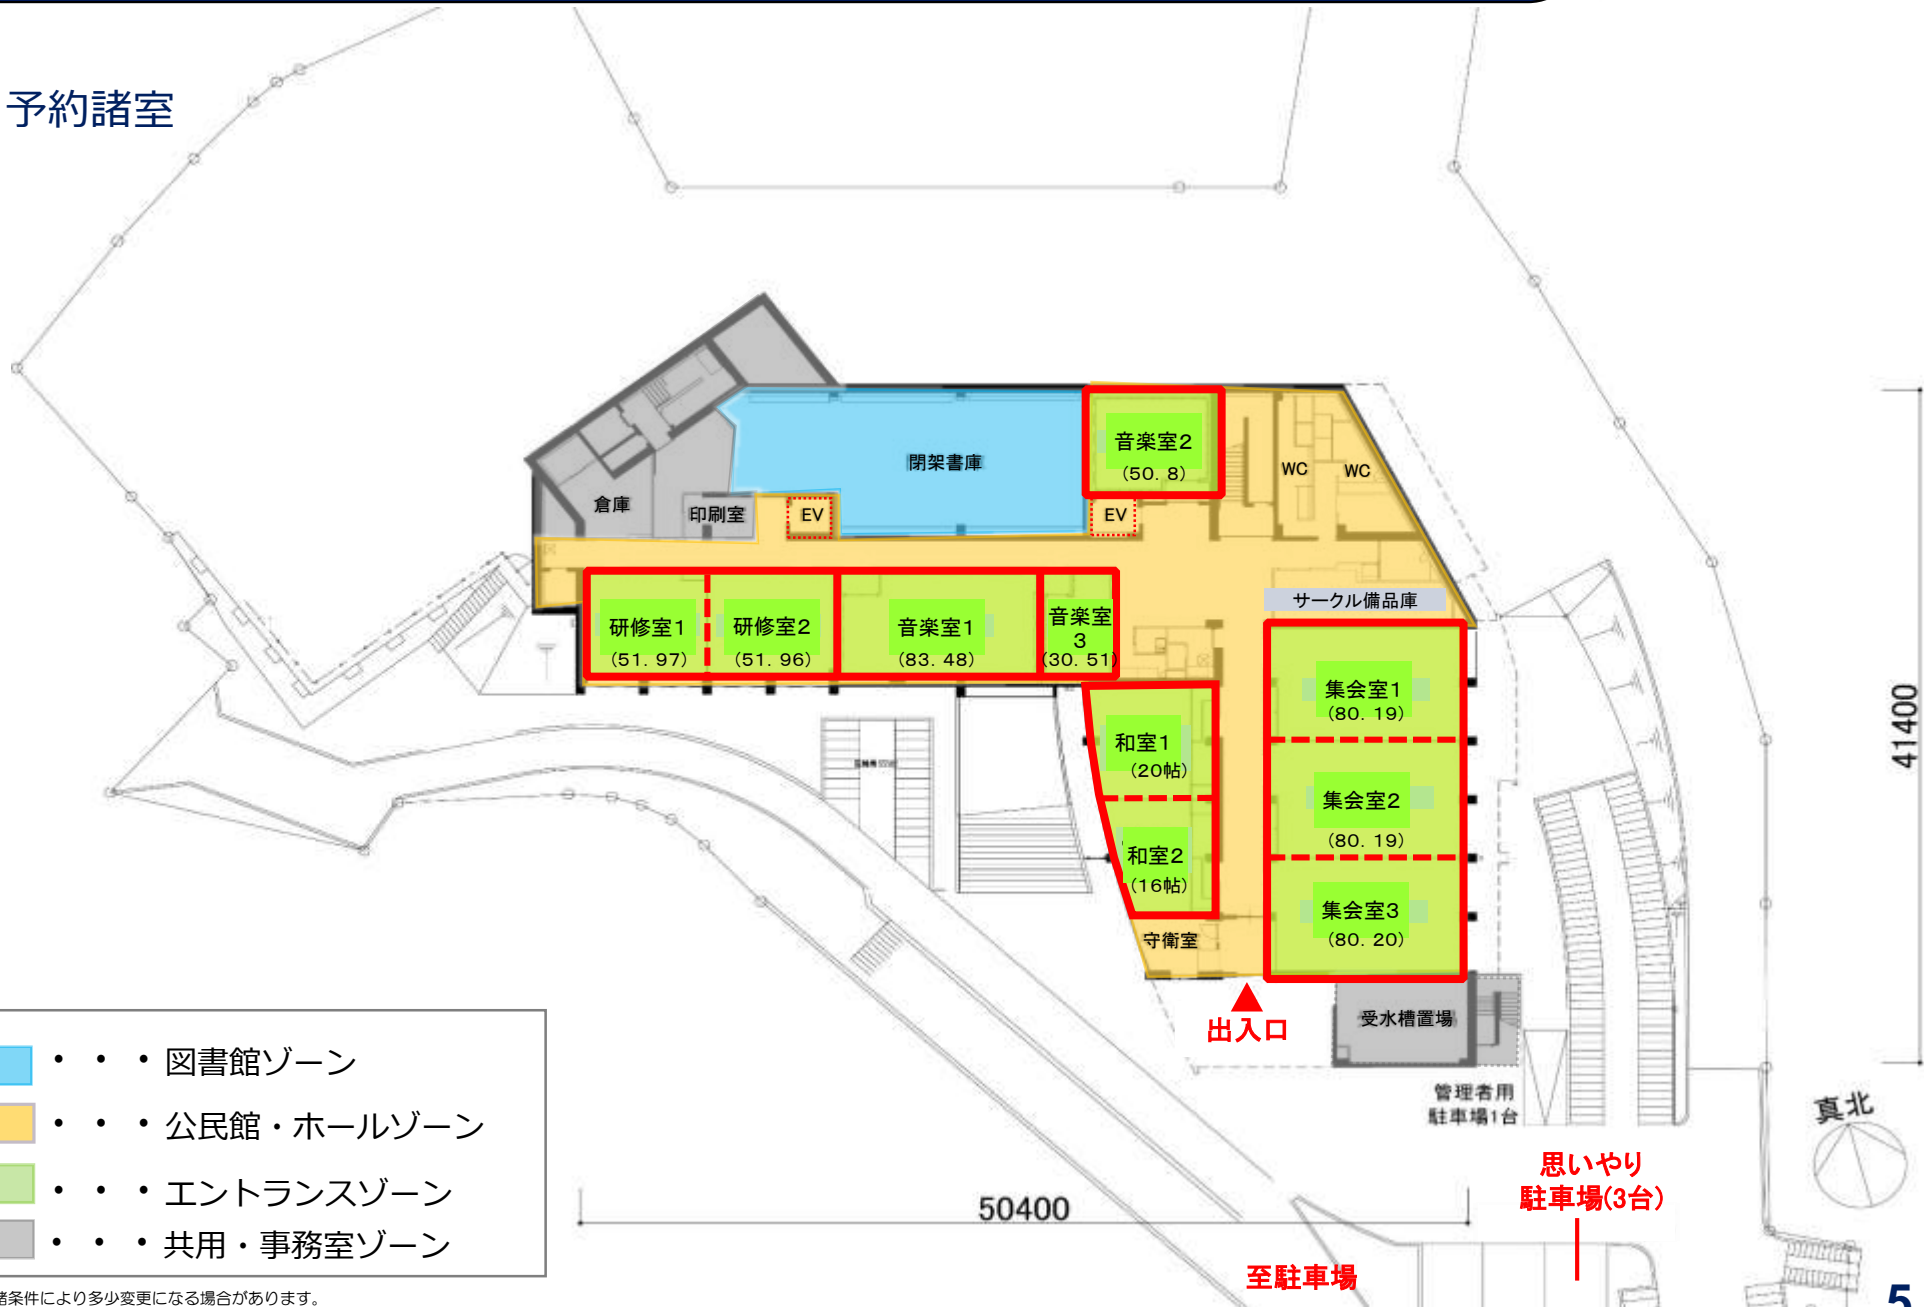 予約諸室
音楽室2
(50.8)
閉架書庫
WC
WC
倉庫
印刷室
EV
EV
サークル備品庫
研修室1
(51.97)
研修室2
(51.96)
音楽室1
(83.48)
音楽室
3
(30.51)
集会室1
(80.19)
和室1
(20帖)
集会室2
(80.19)
和室2
(16帖)
集会室3
(80.20)
守衛室
出入口
受水槽置場
管理者用
駐車場1台
41400
真北
思いやり
駐車場(3台)
50400
至駐車場
・・・図書館ゾーン
・・・公民館・ホールゾーン
・・・エントランスゾーン
・・・共用・事務室ゾーン
諸条件により多少変更になる場合があります。
5